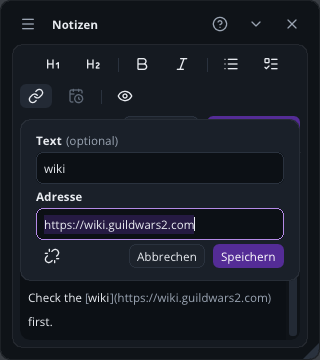 Notizen
H1 H2 B I
Text (optional)
wiki
Adresse
https://wiki.guildwars2.com
Abbrechen Speichern
Check the [wiki](https://wiki.guildwars2.com)
first.